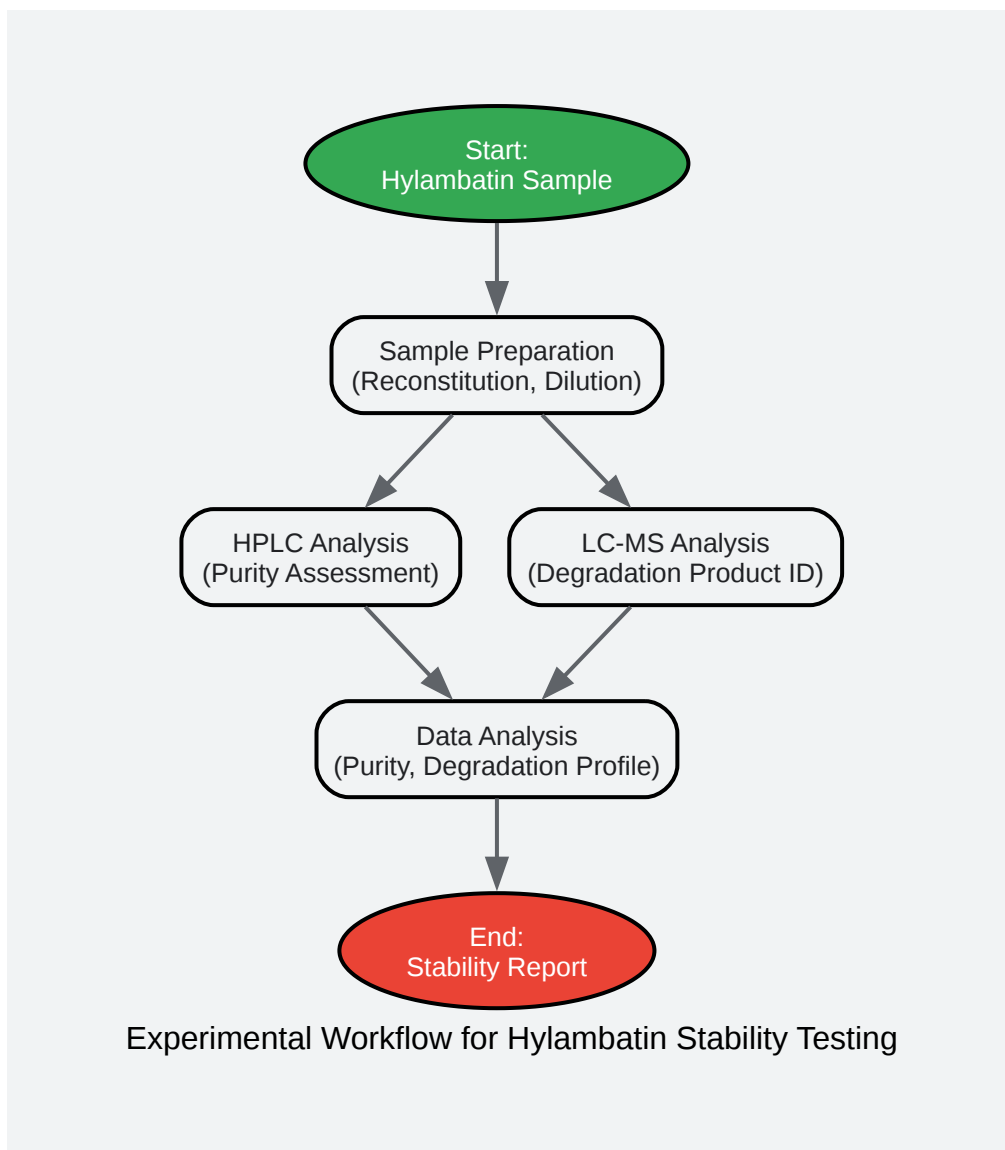 Start:
Hylambatin Sample
Sample Preparation
(Reconstitution, Dilution)
HPLC Analysis
(Purity Assessment)
LC-MS Analysis
(Degradation Product ID)
Data Analysis
(Purity, Degradation Profile)
End:
Stability Report
Experimental Workflow for Hylambatin Stability Testing